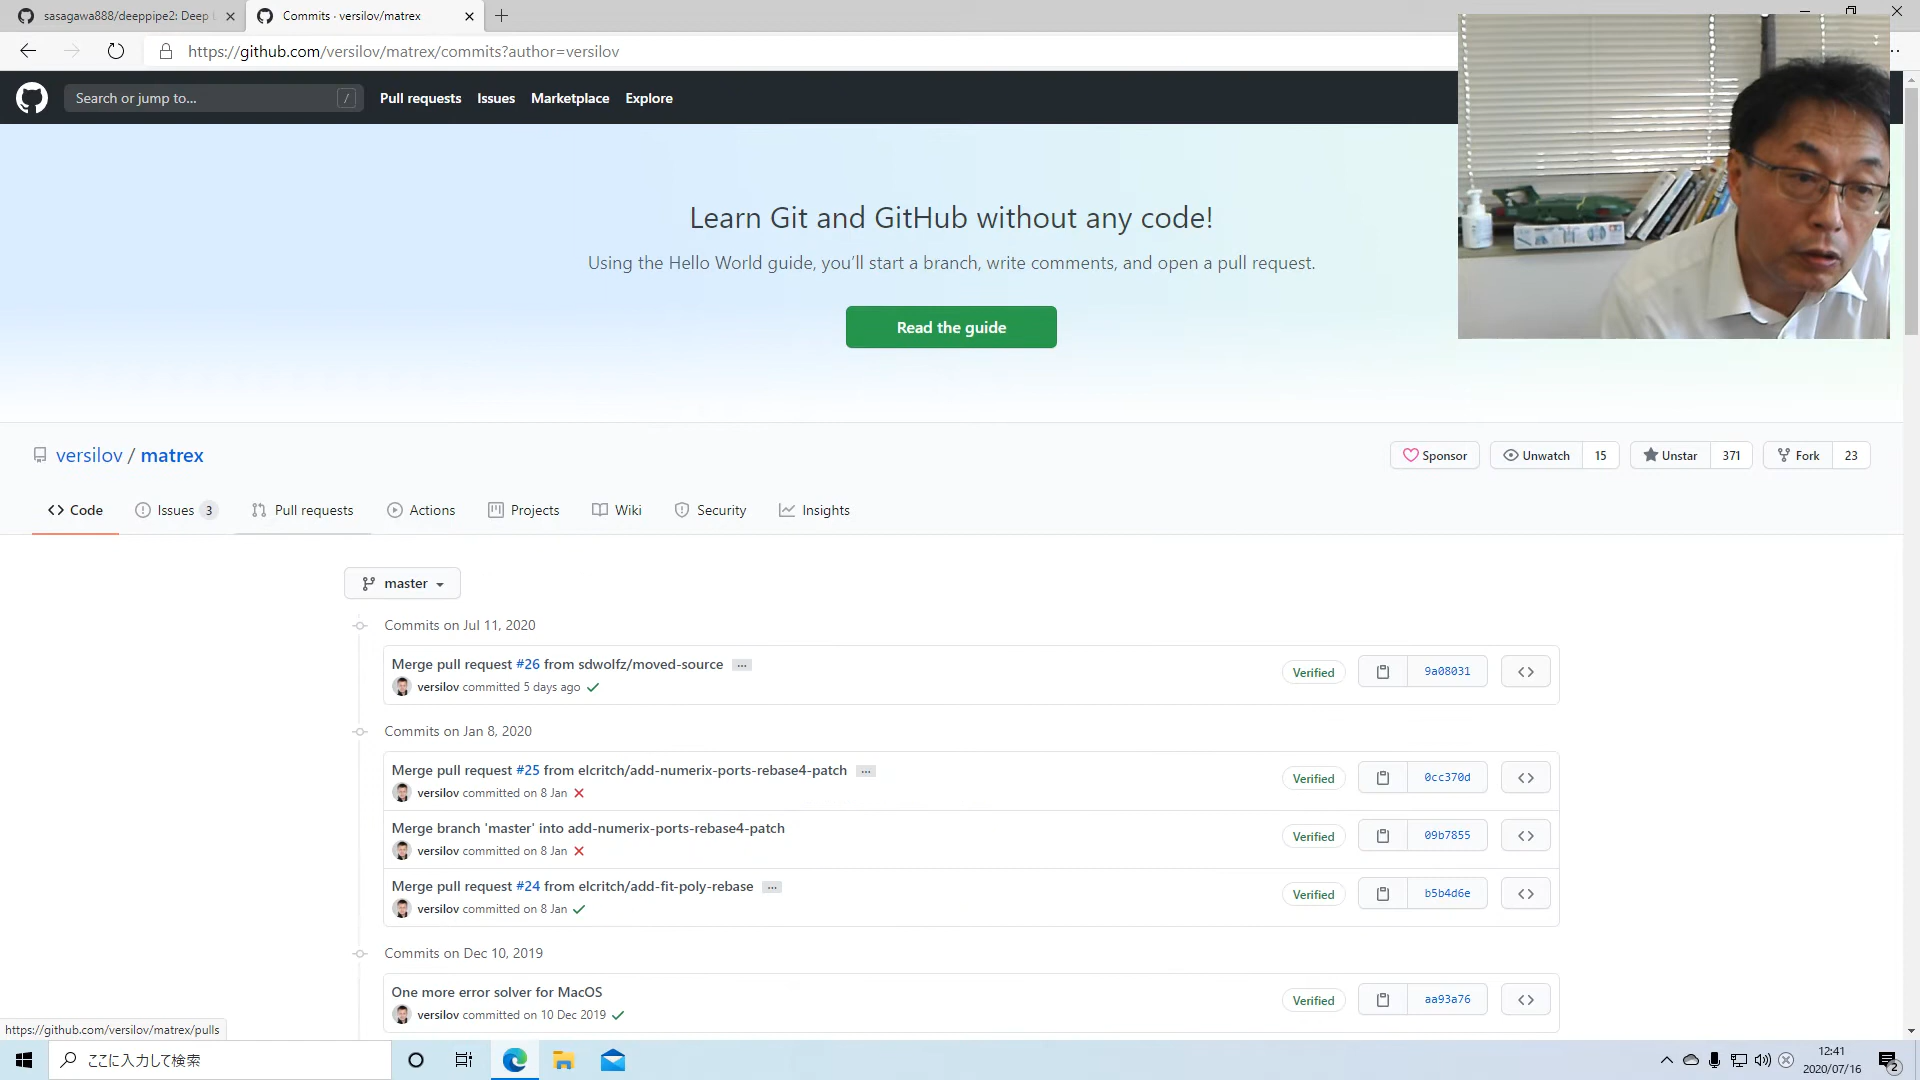 sasagawa888/deeppipe2: Deep
Commits · versilov/matrex
https://github.com/versilov/matrex/commits?author=versilov
Search or jump to...
/
Pull requests
Issues
Marketplace
Explore
Learn Git and GitHub without any code!
Using the Hello World guide, you’ll start a branch, write comments, and open a pull request.
Read the guide
versilov / matrex
Sponsor
Unwatch 15
Unstar 371
Fork 23
Code
Issues 3
Pull requests
Actions
Projects
Wiki
Security
Insights
master
Commits on Jul 11, 2020
Merge pull request #26 from sdwolfz/moved-source ...
versilov committed 5 days ago
Verified
9a08031
Commits on Jan 8, 2020
Merge pull request #25 from elcritch/add-numerix-ports-rebase4-patch ...
versilov committed on 8 Jan
Verified
0cc370d
Merge branch 'master' into add-numerix-ports-rebase4-patch
versilov committed on 8 Jan
Verified
09b7855
Merge pull request #24 from elcritch/add-fit-poly-rebase ...
versilov committed on 8 Jan
Verified
b5b4d6e
Commits on Dec 10, 2019
One more error solver for MacOS
versilov committed on 10 Dec 2019
Verified
aa93a76
https://github.com/versilov/matrex/pulls
ここに入力して検索
12:41
2020/07/16
2